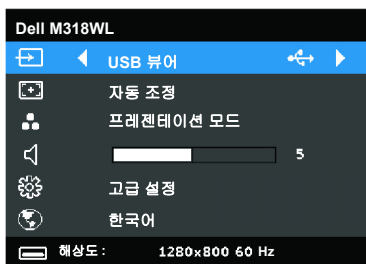 Dell M318WL
USB 뷰어
자동 조정
프레젠테이션 모드
5
고급 설정
한국어
해상도: 1280x800 60 Hz